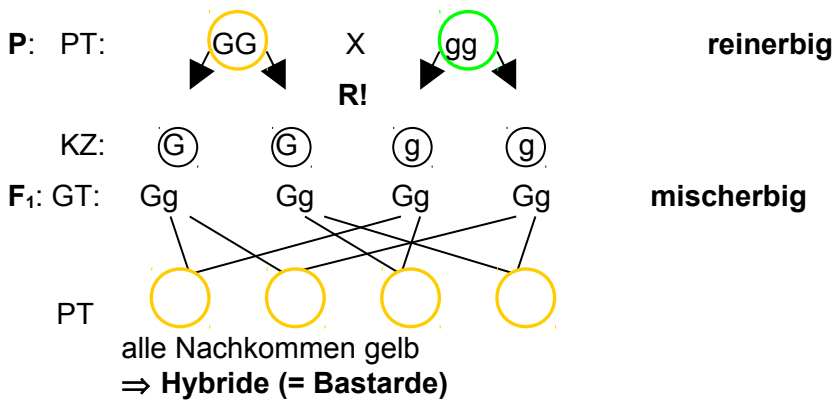 P: PT: GG X gg reinerbig
R!
KZ: G G g g
F₁: GT: Gg Gg Gg Gg mischerbig
PT
alle Nachkommen gelb
⇒ Hybride (= Bastarde)